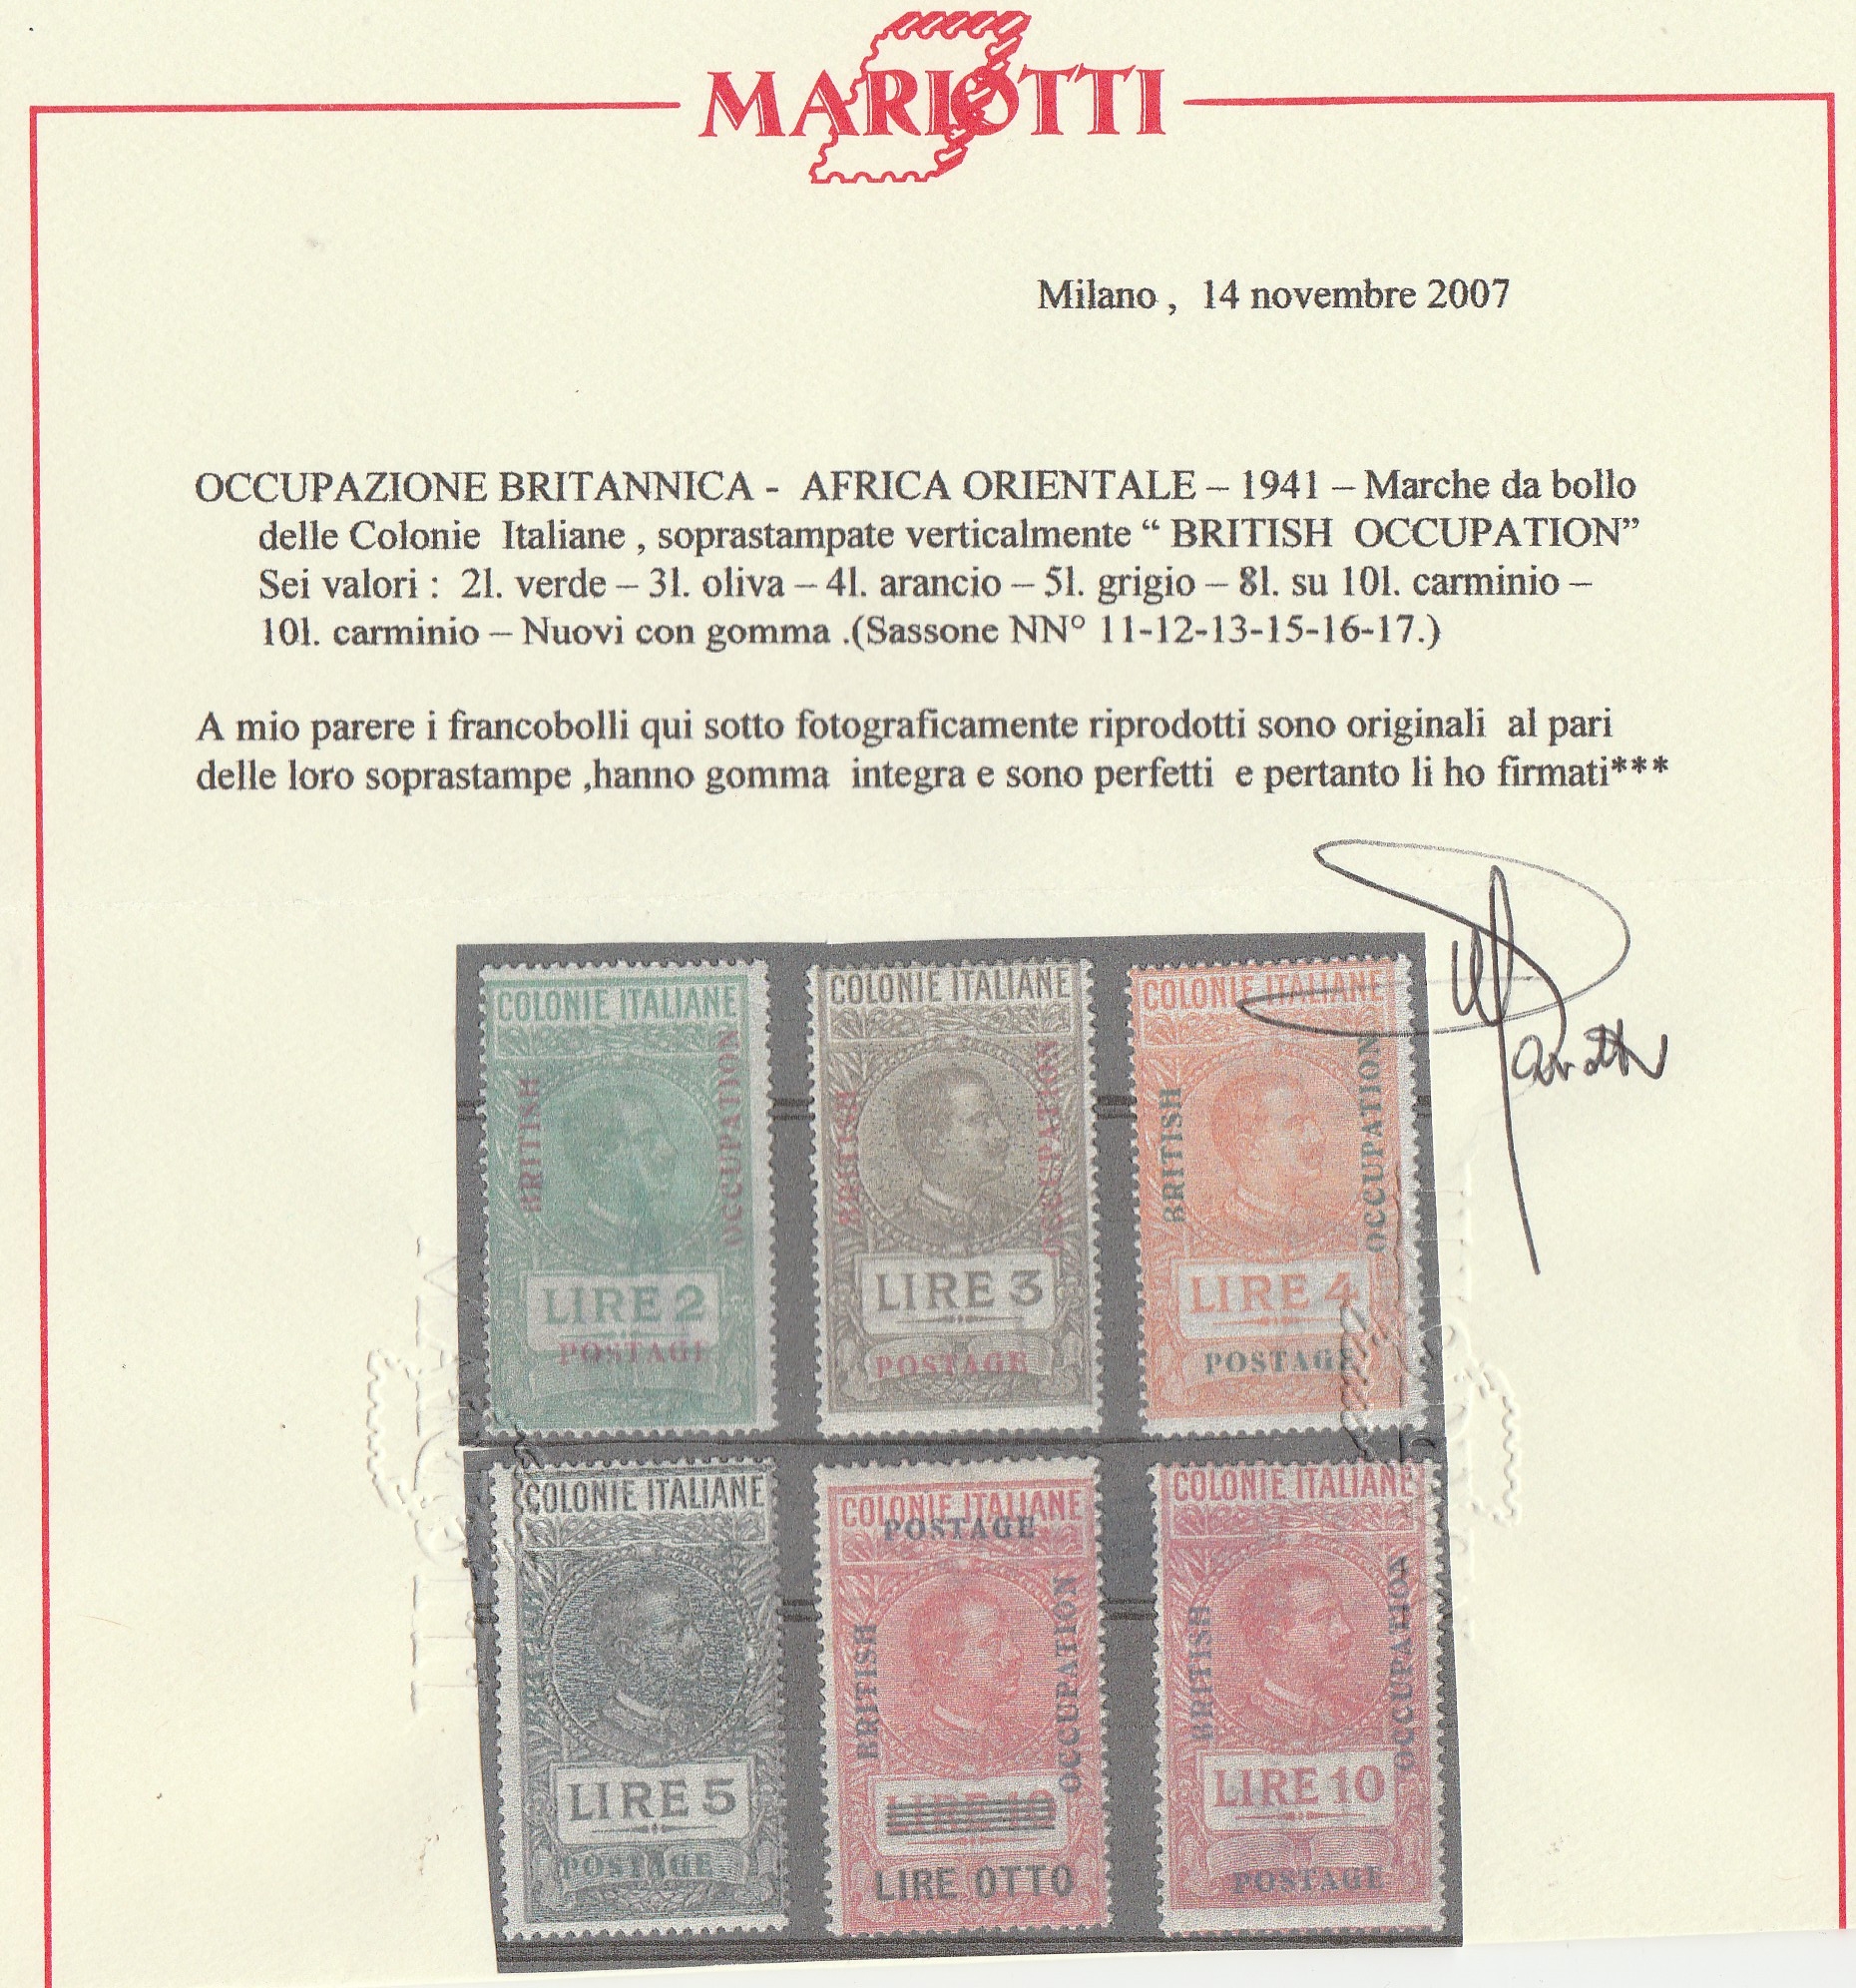 MARIOTTI
Milano , 14 novembre 2007
OCCUPAZIONE BRITANNICA - AFRICA ORIENTALE – 1941 – Marche da bollo
delle Colonie Italiane , soprastampate verticalmente “ BRITISH OCCUPATION”
Sei valori : 2l. verde – 3l. oliva – 4l. arancio – 5l. grigio – 8l. su 10l. carminio –
10l. carminio – Nuovi con gomma .(Sassone NN° 11-12-13-15-16-17.)
A mio parere i francobolli qui sotto fotograficamente riprodotti sono originali al pari
delle loro soprastampe ,hanno gomma integra e sono perfetti e pertanto li ho firmati***
COLONIE ITALIANE
BRITISH
OCCUPATION
LIRE 2
POSTAGE
COLONIE ITALIANE
BRITISH
OCCUPATION
LIRE 3
POSTAGE
COLONIE ITALIANE
BRITISH
OCCUPATION
LIRE 4
POSTAGE
COLONIE ITALIANE
LIRE 5
POSTAGE
COLONIE ITALIANE
POSTAGE
BRITISH
OCCUPATION
LIRE 10
LIRE OTTO
COLONIE ITALIANE
BRITISH
OCCUPATION
LIRE 10
POSTAGE